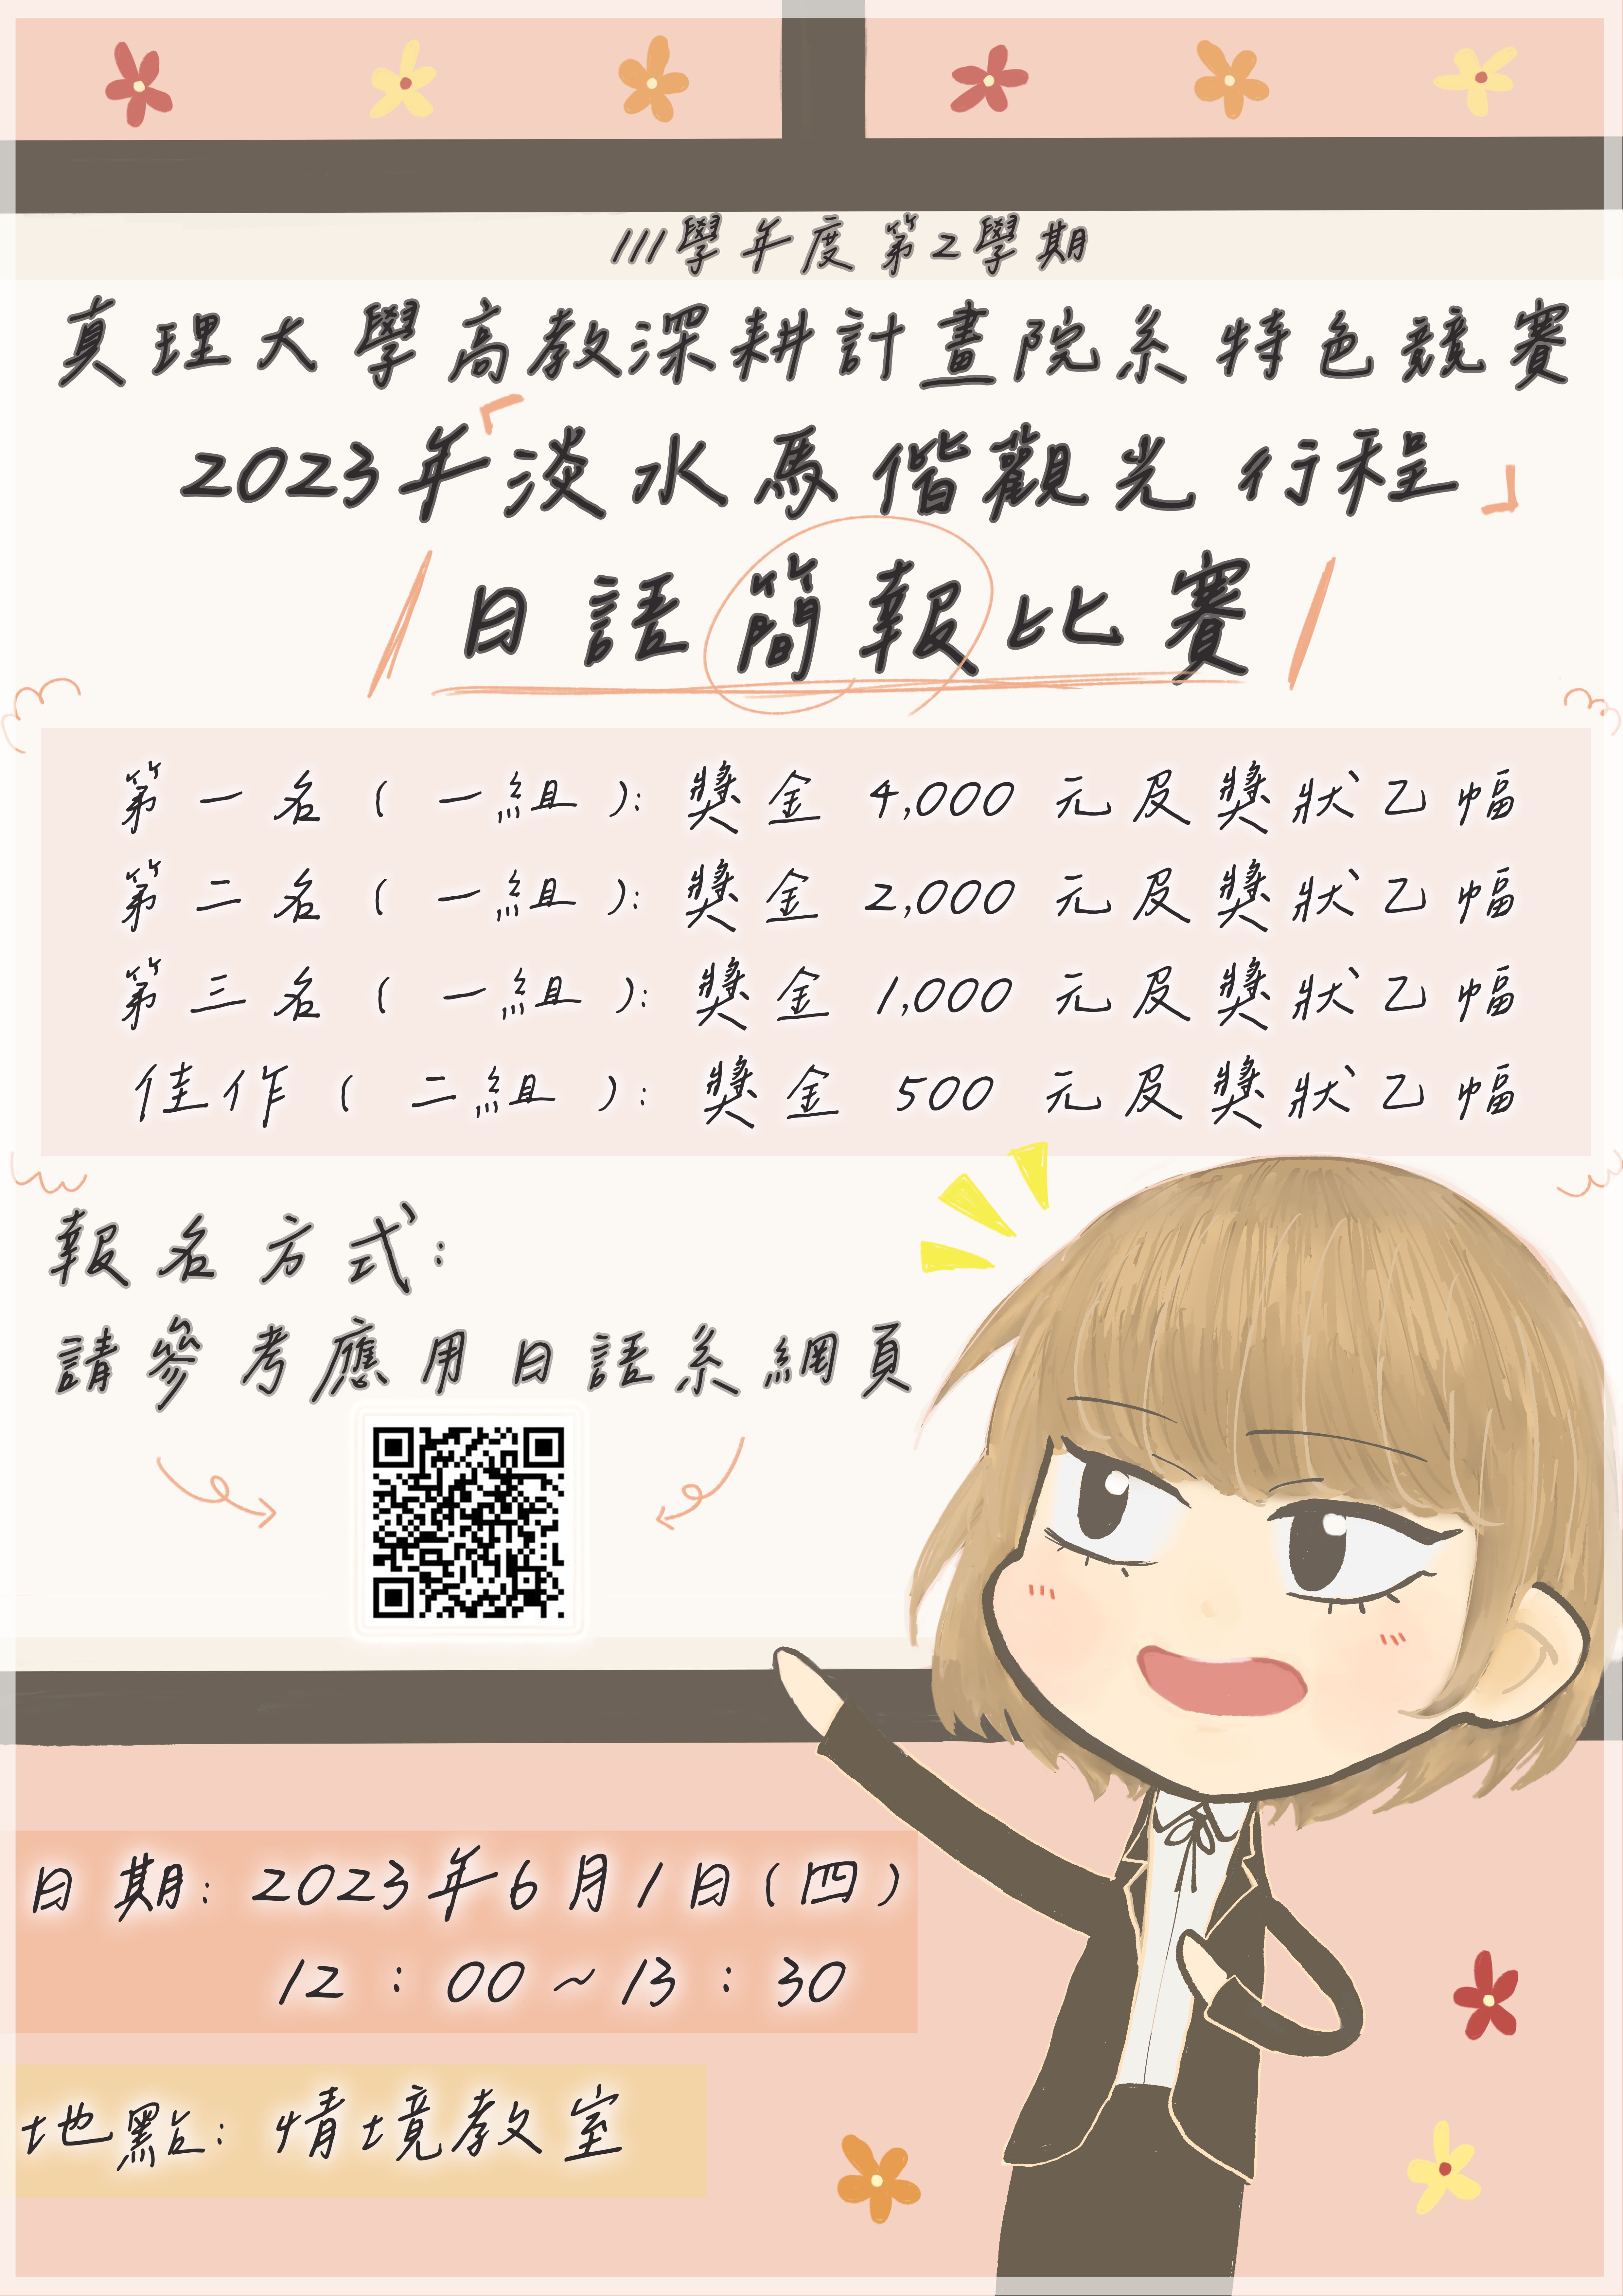 111學年度第2學期
真理大學高教深耕計畫院系特色競賽
2023年「淡水馬偕觀光行程」
日語簡報比賽
第一名(一組):獎金 4,000 元及獎狀乙幅
第二名(一組):獎金 2,000 元及獎狀乙幅
第三名(一組):獎金 1,000 元及獎狀乙幅
佳作(二組):獎金 500 元及獎狀乙幅
報名方式:
請參考應用日語系網頁
日期:2023年6月1日(四)
12:00~13:30
地點:情境教室